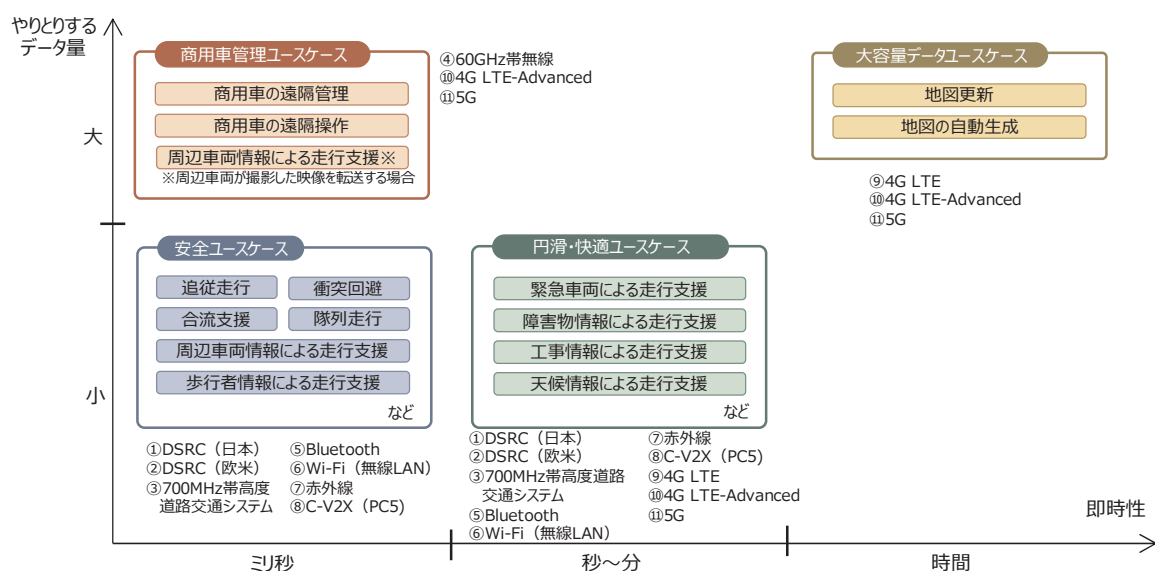 やりとりする
データ量
商用車管理ユースケース
商用車の遠隔管理
商用車の遠隔操作
周辺車両情報による走行支援※
※周辺車両が撮影した映像を転送する場合
④60GHz帯無線
⑩4G LTE-Advanced
⑪5G
大容量データユースケース
地図更新
地図の自動生成
⑨4G LTE
⑩4G LTE-Advanced
⑪5G
大
安全ユースケース
追従走行
衝突回避
合流支援
隊列走行
周辺車両情報による走行支援
歩行者情報による走行支援
など
①DSRC（日本）
②DSRC（欧米）
③700MHz帯高度
道路交通システム
⑤Bluetooth
⑥Wi-Fi（無線LAN）
⑦赤外線
⑧C-V2X（PC5）
円滑・快適ユースケース
緊急車両による走行支援
障害物情報による走行支援
工事情報による走行支援
天候情報による走行支援
など
①DSRC（日本）
②DSRC（欧米）
③700MHz帯高度道路
交通システム
⑤Bluetooth
⑥Wi-Fi（無線LAN）
⑦赤外線
⑧C-V2X（PC5）
⑨4G LTE
⑩4G LTE-Advanced
⑪5G
小
即時性
ミリ秒
秒～分
時間